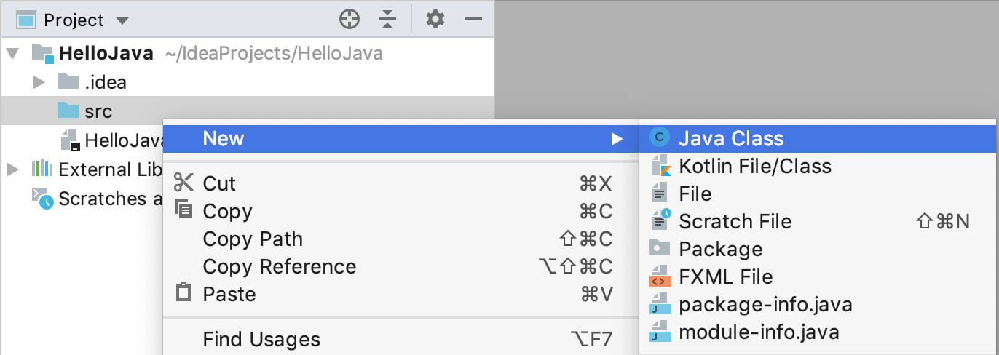 Project
HelloJava ~/IdeaProjects/HelloJava
.idea
src
HelloJava
External Lib
Scratches a
New
Cut ⌘X
Copy ⌘C
Copy Path ⇧⌘C
Copy Reference ⌥⇧⌘C
Paste ⌘V
Find Usages ⌥F7
Java Class
Kotlin File/Class
File
Scratch File ⇧⌘N
Package
FXML File
package-info.java
module-info.java